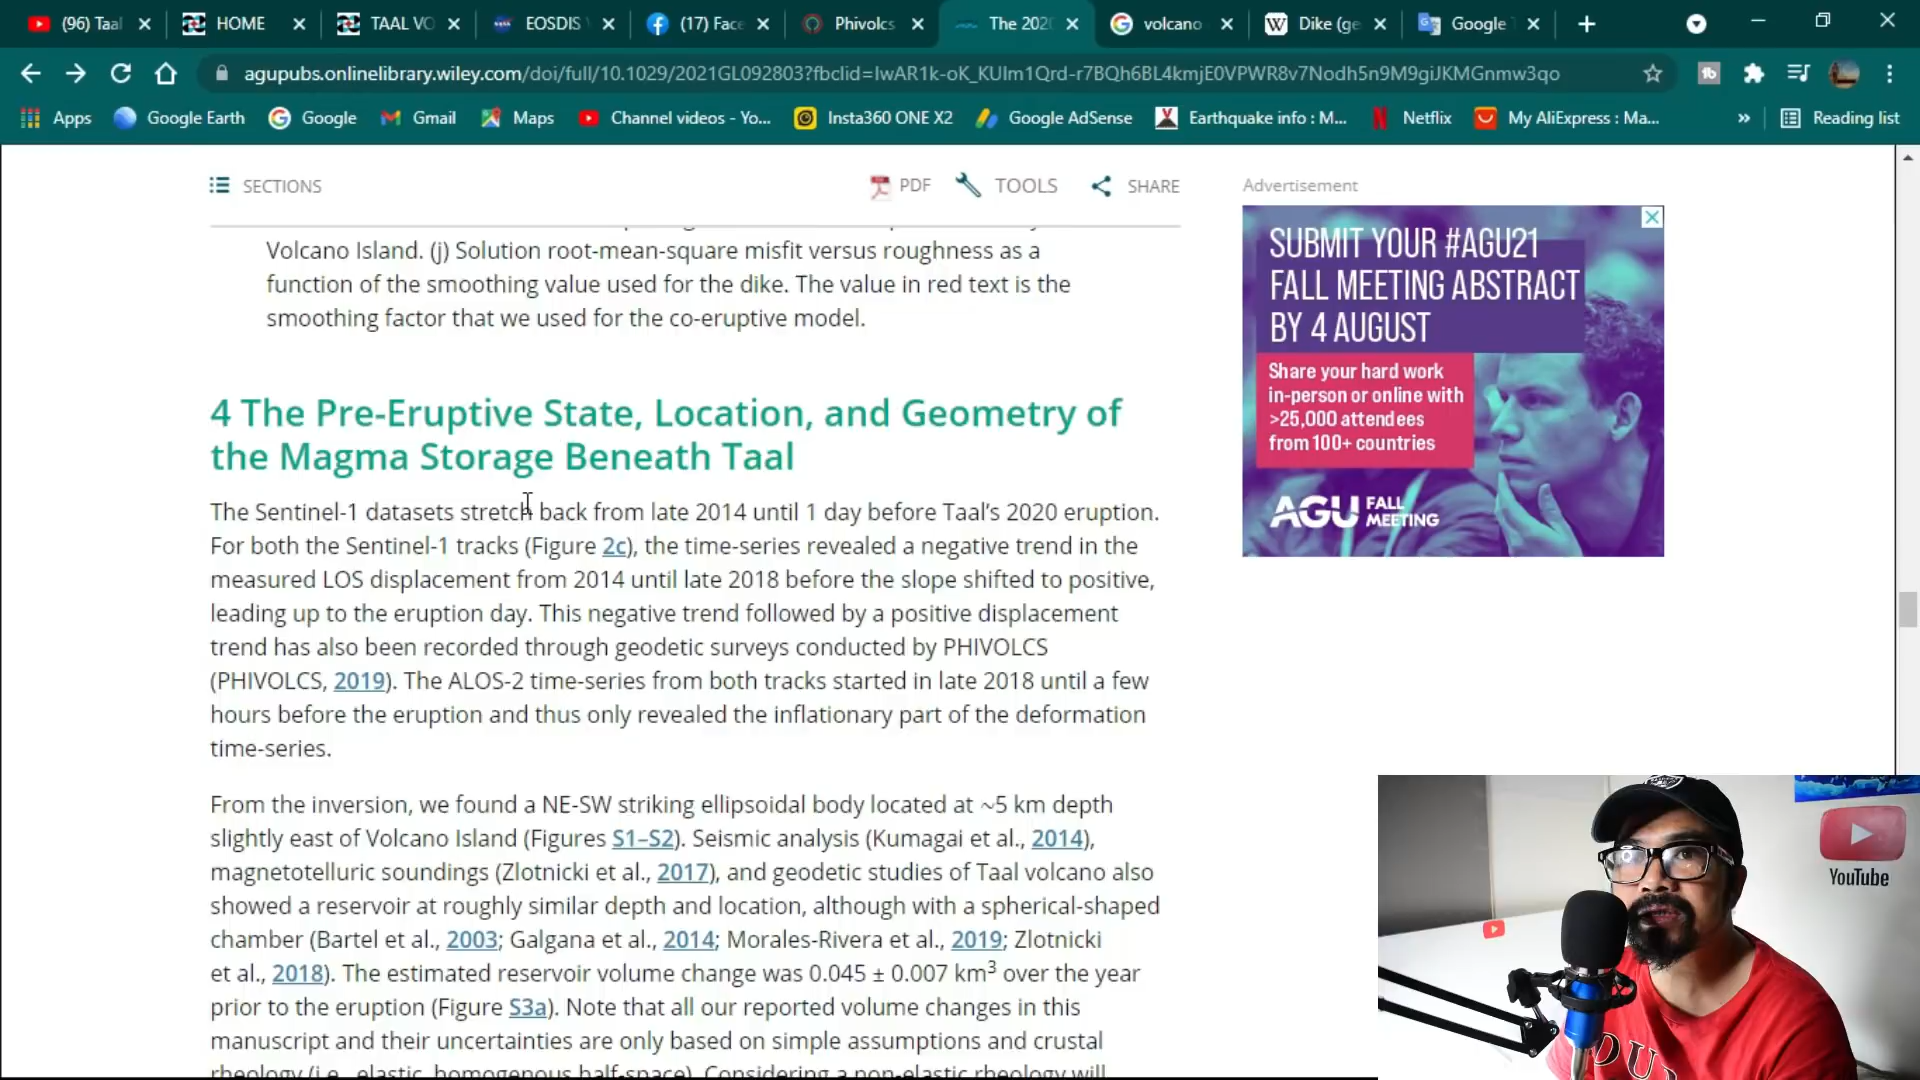 (96) Taal
HOME
TAAL VO
EOSDIS
(17) Face
Phivolcs
The 202
volcano
Dike (ge
Google
agupubs.onlinelibrary.wiley.com/doi/full/10.1029/2021GL092803?fbclid=IwAR1k-oK_KUIm1Qrd-r7BQh6BL4kmjE0VPWR8v7Nodh5n9M9giJKMGnmw3qo
Apps
Google Earth
Google
Gmail
Maps
Channel videos - Yo...
Insta360 ONE X2
Google AdSense
Earthquake info : M...
Netflix
My AliExpress : Ma...
»
Reading list
SECTIONS
PDF
TOOLS
SHARE
Volcano Island. (j) Solution root-mean-square misfit versus roughness as a
function of the smoothing value used for the dike. The value in red text is the
smoothing factor that we used for the co-eruptive model.
4 The Pre-Eruptive State, Location, and Geometry of
the Magma Storage Beneath Taal
The Sentinel-1 datasets stretch back from late 2014 until 1 day before Taal's 2020 eruption.
For both the Sentinel-1 tracks (Figure 2c), the time-series revealed a negative trend in the
measured LOS displacement from 2014 until late 2018 before the slope shifted to positive,
leading up to the eruption day. This negative trend followed by a positive displacement
trend has also been recorded through geodetic surveys conducted by PHIVOLCS
(PHIVOLCS, 2019). The ALOS-2 time-series from both tracks started in late 2018 until a few
hours before the eruption and thus only revealed the inflationary part of the deformation
time-series.
From the inversion, we found a NE-SW striking ellipsoidal body located at ~5 km depth
slightly east of Volcano Island (Figures S1–S2). Seismic analysis (Kumagai et al., 2014),
magnetotelluric soundings (Zlotnicki et al., 2017), and geodetic studies of Taal volcano also
showed a reservoir at roughly similar depth and location, although with a spherical-shaped
chamber (Bartel et al., 2003; Galgana et al., 2014; Morales-Rivera et al., 2019; Zlotnicki
et al., 2018). The estimated reservoir volume change was 0.045 ± 0.007 km³ over the year
prior to the eruption (Figure S3a). Note that all our reported volume changes in this
manuscript and their uncertainties are only based on simple assumptions and crustal
rheology (i.e., elastic, homogenous half-space). Considering a non-elastic rheology will
Advertisement
SUBMIT YOUR #AGU21
FALL MEETING ABSTRACT
BY 4 AUGUST
Share your hard work
in-person or online with
>25,000 attendees
from 100+ countries
AGU FALL
MEETING
YouTube